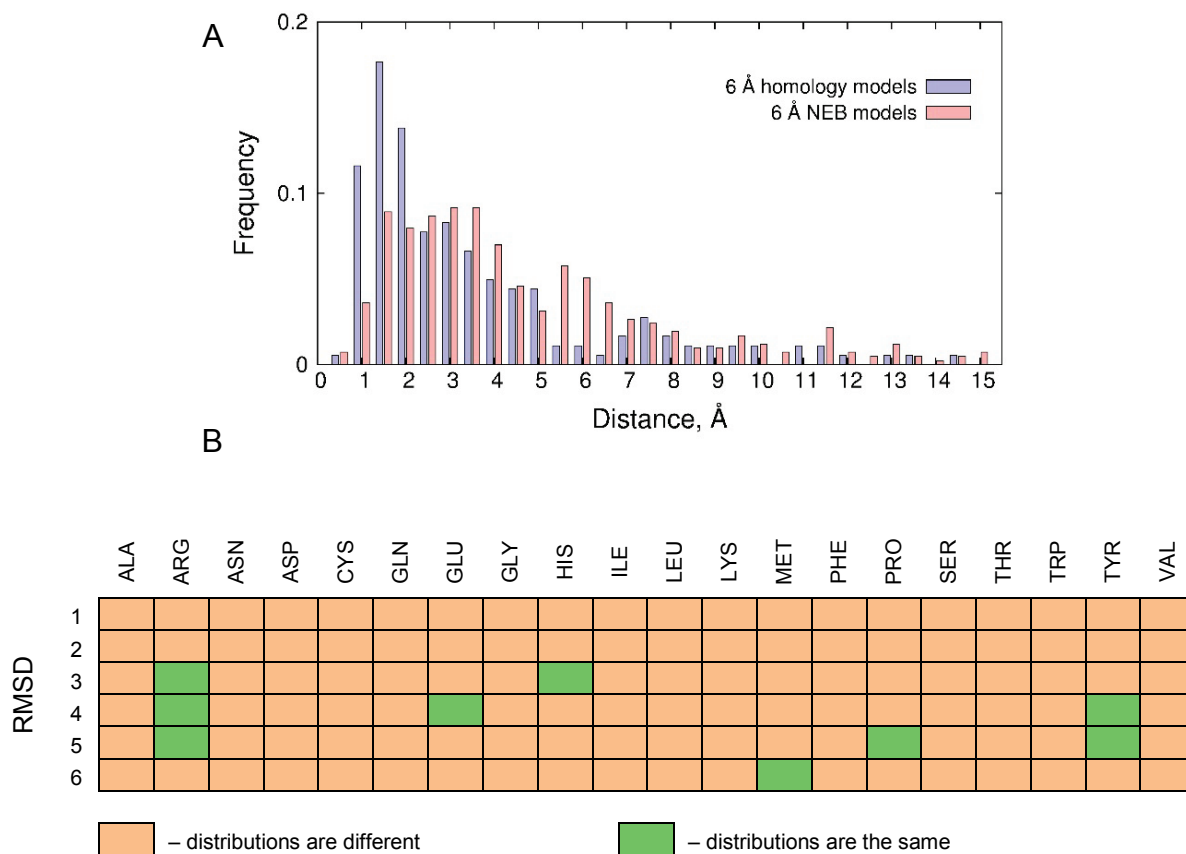 A
0.2
0.1
0
Frequency
6 Å homology models
6 Å NEB models
0 1 2 3 4 5 6 7 8 9 10 11 12 13 14 15
Distance, Å
B
ALA ARG ASN ASP CYS GLN GLU GLY HIS ILE LEU LYS MET PHE PRO SER THR TRP TYR VAL
RMSD
1
2
3
4
5
6
– distributions are different
– distributions are the same